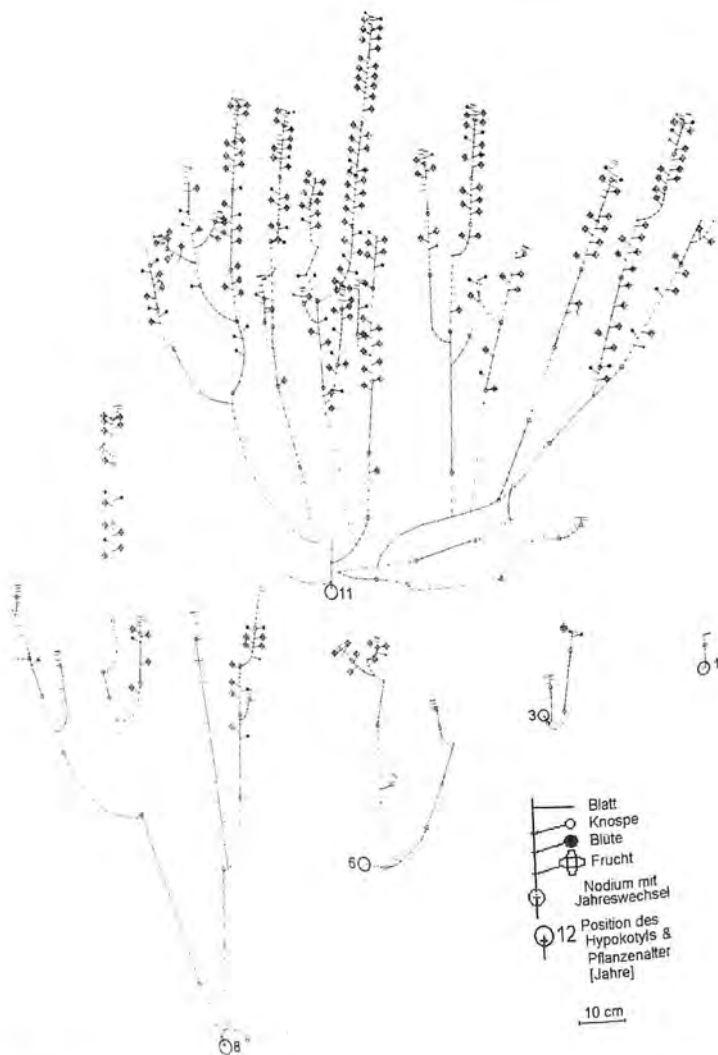 11
1
3
6
8
Blatt
Knospe
Blüte
Frucht
Nodium mit
Jahreswechsel
12 Position des
Hypokotyls &
Pflanzenalter
[Jahre]
10 cm